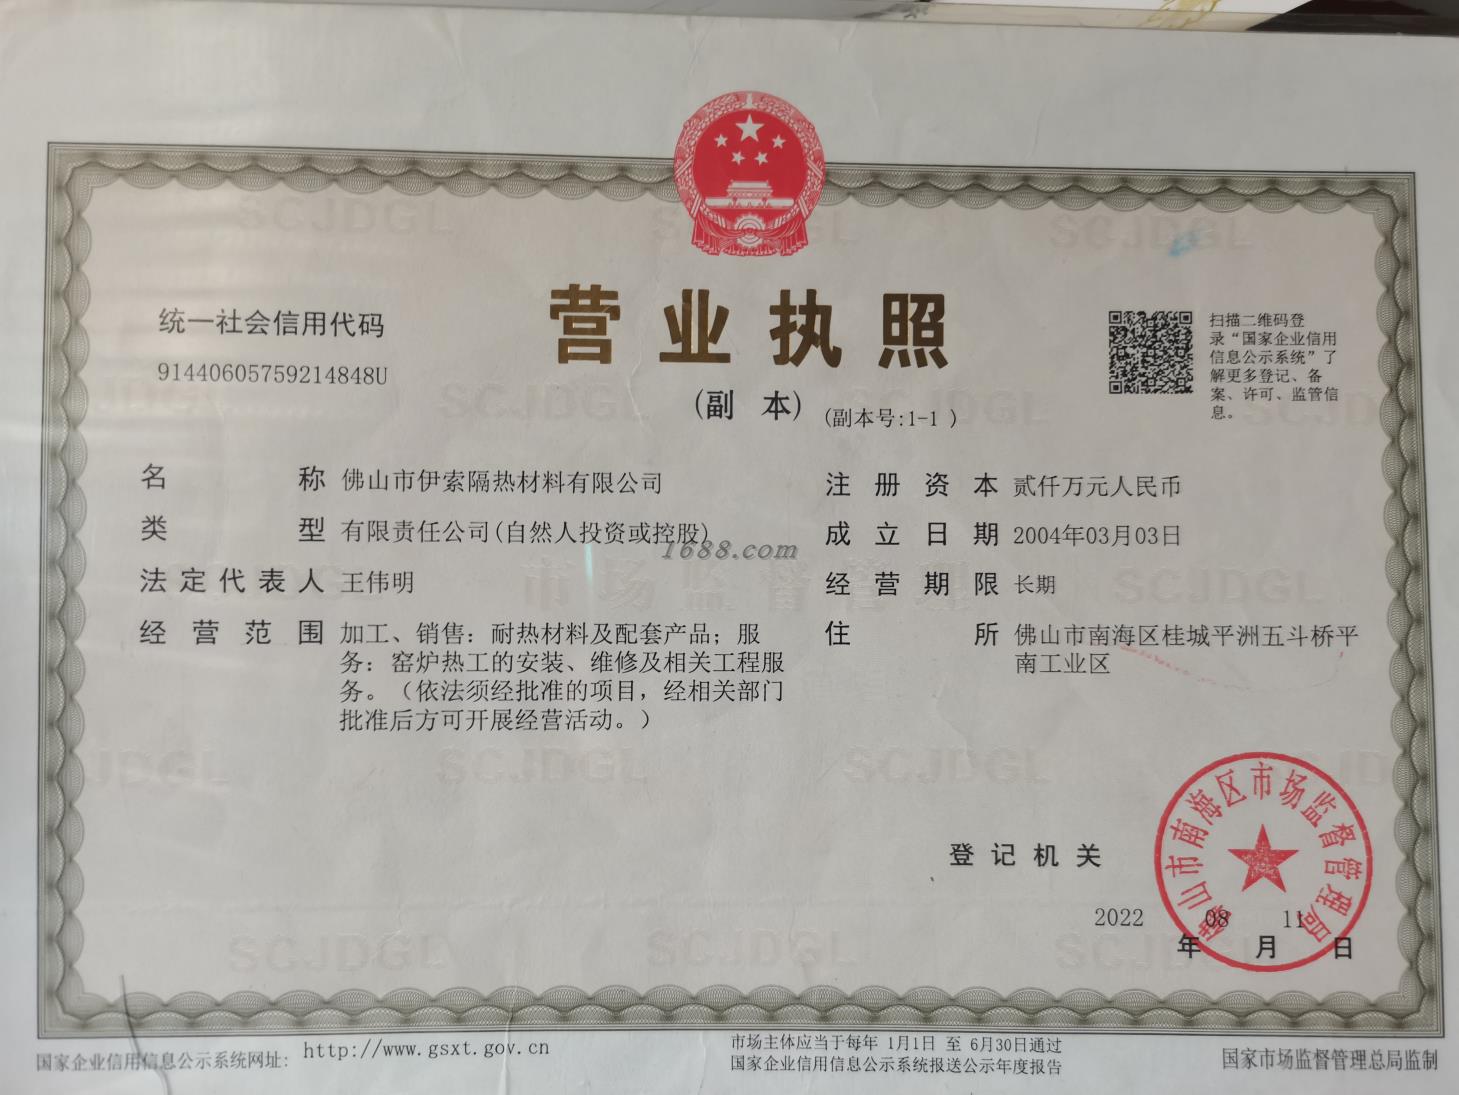 营业执照
(副 本) (副本号:1-1 )
统一社会信用代码
91440605759214848U
扫描二维码登
录“国家企业信用
信息公示系统”了
解更多登记、备
案、许可、监管信
息。
名 称 佛山市伊索隔热材料有限公司
类 型 有限责任公司(自然人投资或控股)
法定代表人 王伟明
经营范围 加工、销售：耐热材料及配套产品；服
务：窑炉热工的安装、维修及相关工程服
务。（依法须经批准的项目，经相关部门
批准后方可开展经营活动。）
注册资本 贰仟万元人民币
成立日期 2004年03月03日
经营期限 长期
住 所 佛山市南海区桂城平洲五斗桥平
南工业区
1688.com
市场监督管理
SCJDGL
登记机关
佛山市南海区市场监督管理局
2022 08 11
年 月 日
国家企业信用信息公示系统网址: http://www.gsxt.gov.cn
市场主体应当于每年 1月1日 至 6月30日通过
国家企业信用信息公示系统报送公示年度报告
国家市场监督管理总局监制